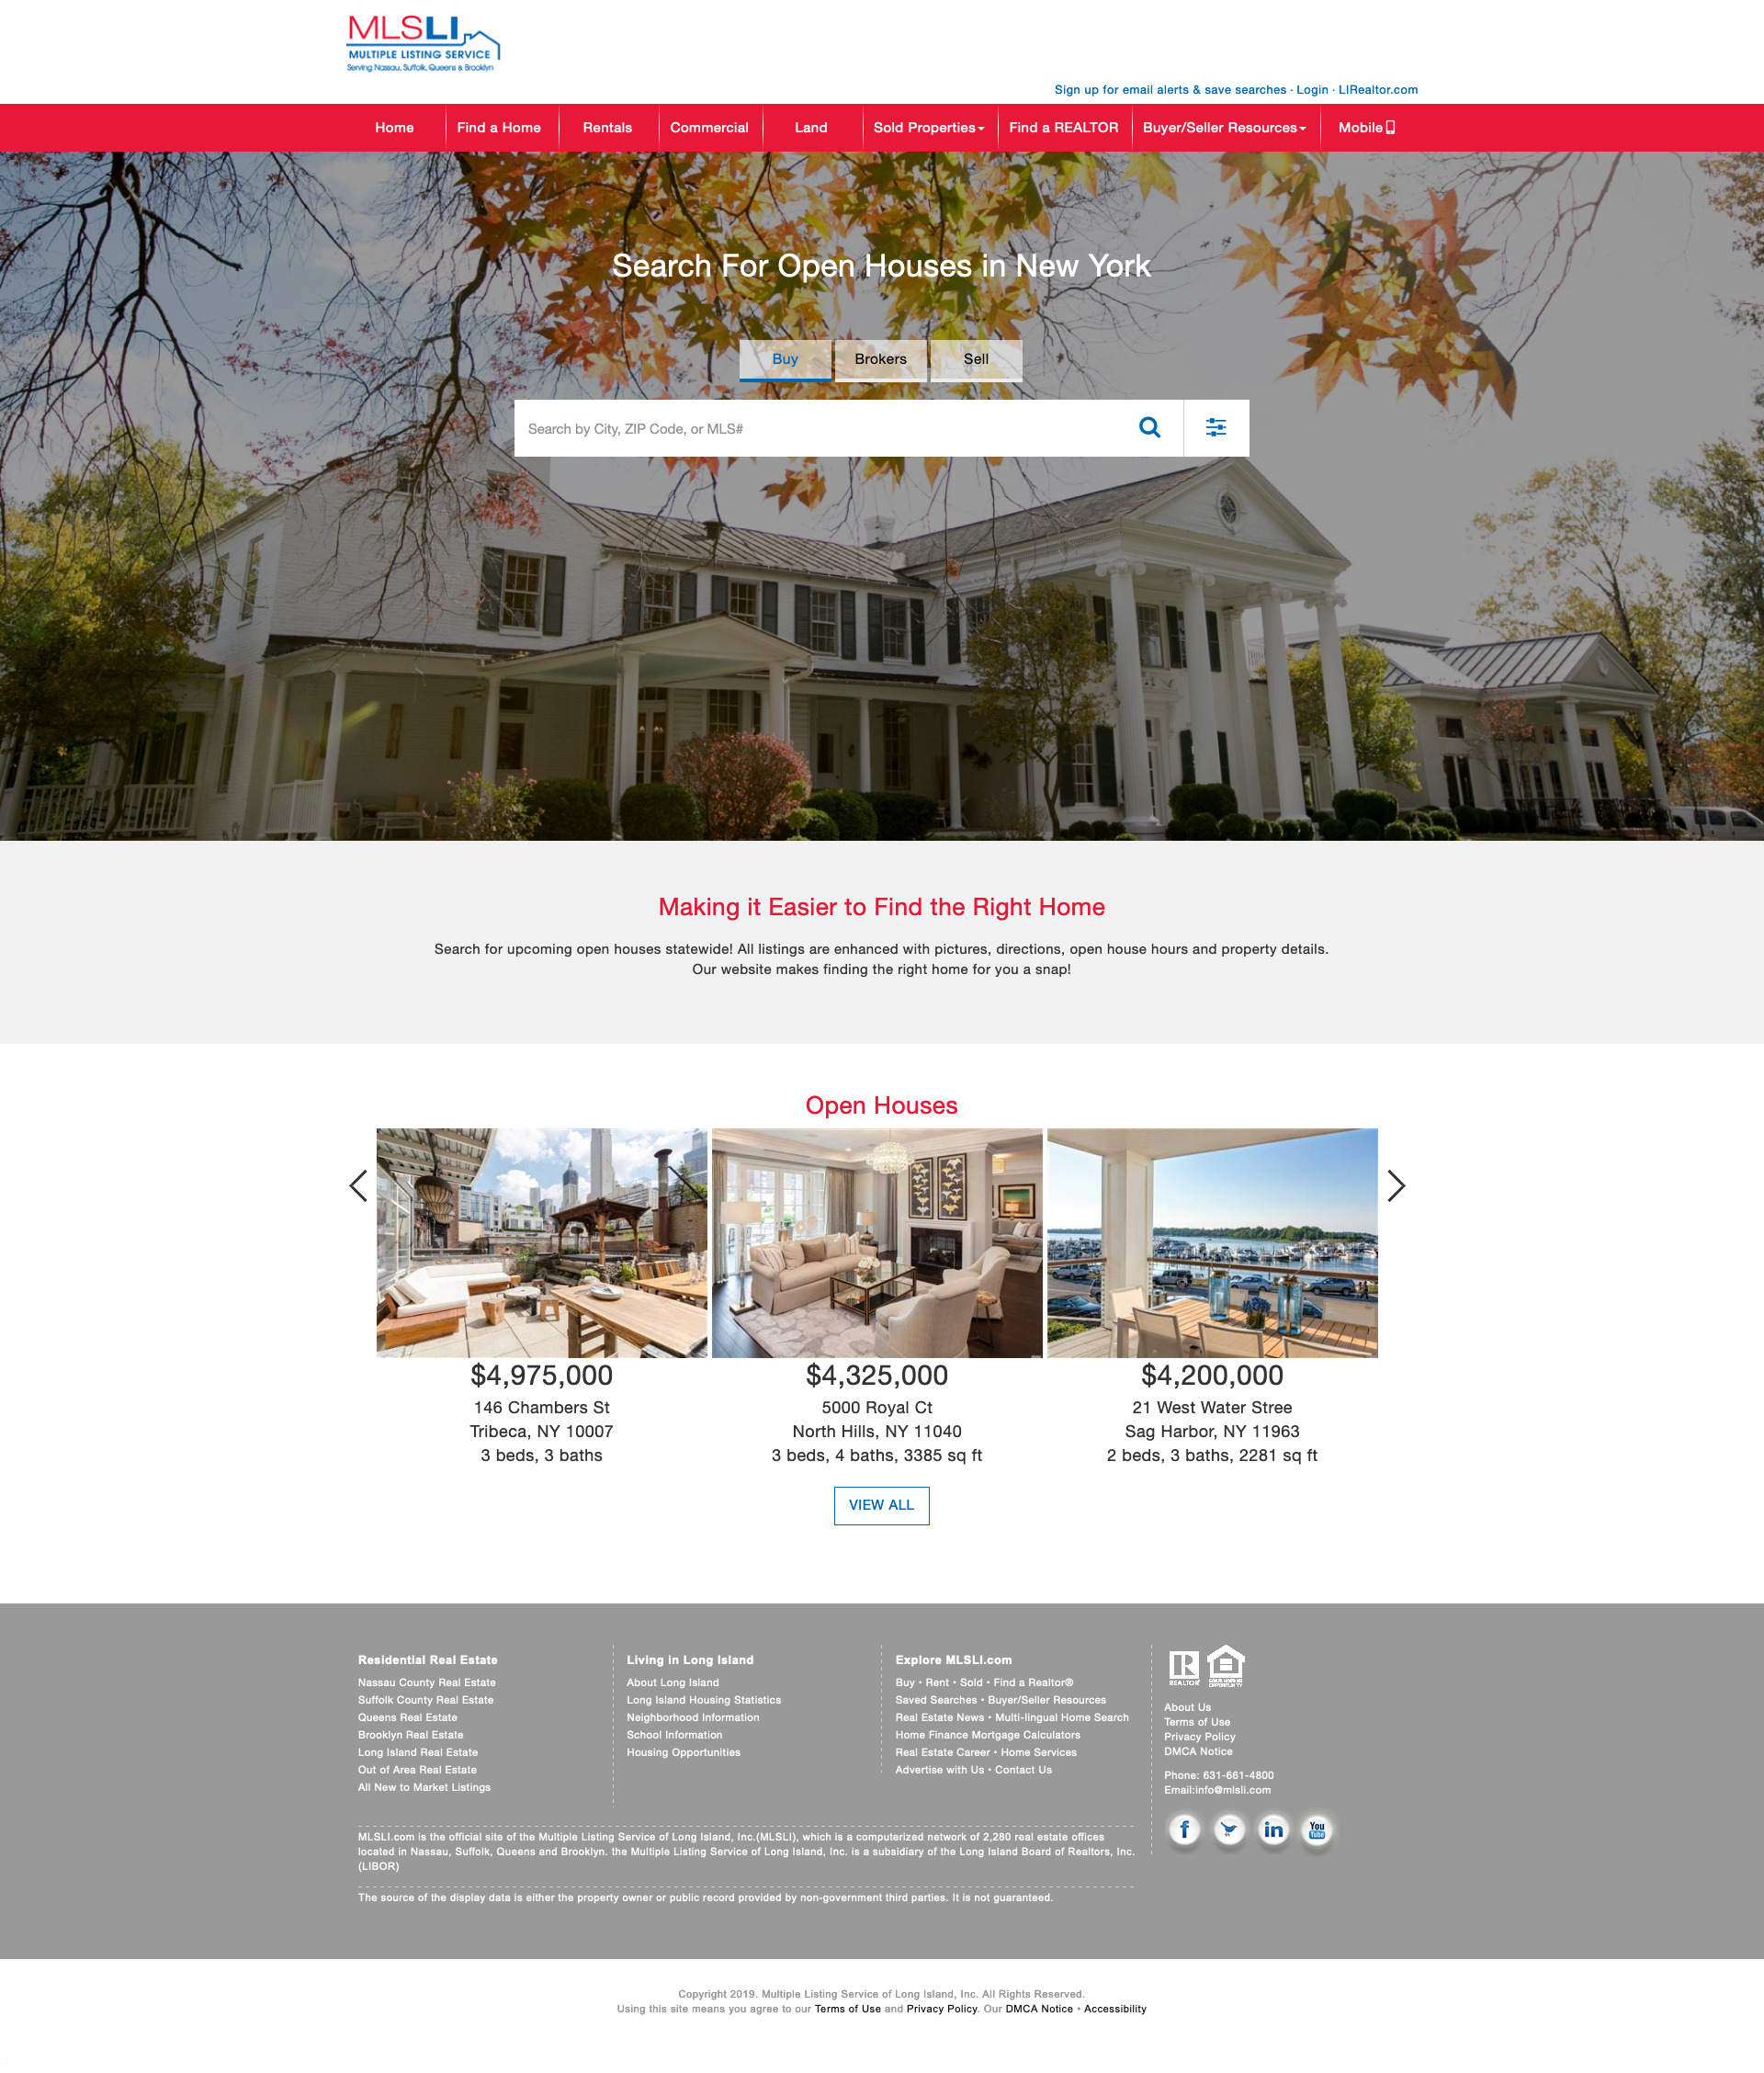 MLSLI
MULTIPLE LISTING SERVICE
Serving Nassau, Suffolk, Queens & Brooklyn
Sign up for email alerts & save searches · Login · LIRealtor.com
Home Find a Home Rentals Commercial Land Sold Properties Find a REALTOR Buyer/Seller Resources Mobile
Search For Open Houses in New York
Buy Brokers Sell
Search by City, ZIP Code, or MLS#
Making it Easier to Find the Right Home
Search for upcoming open houses statewide! All listings are enhanced with pictures, directions, open house hours and property details.
Our website makes finding the right home for you a snap!
Open Houses
$4,975,000
146 Chambers St
Tribeca, NY 10007
3 beds, 3 baths
$4,325,000
5000 Royal Ct
North Hills, NY 11040
3 beds, 4 baths, 3385 sq ft
$4,200,000
21 West Water Stree
Sag Harbor, NY 11963
2 beds, 3 baths, 2281 sq ft
VIEW ALL
Residential Real Estate
Nassau County Real Estate
Suffolk County Real Estate
Queens Real Estate
Brooklyn Real Estate
Long Island Real Estate
Out of Area Real Estate
All New to Market Listings
Living in Long Island
About Long Island
Long Island Housing Statistics
Neighborhood Information
School Information
Housing Opportunities
Explore MLSLI.com
Buy • Rent • Sold • Find a Realtor®
Saved Searches • Buyer/Seller Resources
Real Estate News • Multi-lingual Home Search
Home Finance Mortgage Calculators
Real Estate Career • Home Services
Advertise with Us • Contact Us
MLSLI.com is the official site of the Multiple Listing Service of Long Island, Inc.(MLSLI), which is a computerized network of 2,280 real estate offices
located in Nassau, Suffolk, Queens and Brooklyn. the Multiple Listing Service of Long Island, Inc. is a subsidiary of the Long Island Board of Realtors, Inc.
(LIBOR)
The source of the display data is either the property owner or public record provided by non-government third parties. It is not guaranteed.
R
REALTOR®
EQUAL HOUSING
OPPORTUNITY
About Us
Terms of Use
Privacy Policy
DMCA Notice
Phone: 631-661-4800
Email:info@mlsli.com
f in You Tube
Copyright 2019. Multiple Listing Service of Long Island, Inc. All Rights Reserved.
Using this site means you agree to our Terms of Use and Privacy Policy. Our DMCA Notice • Accessibility